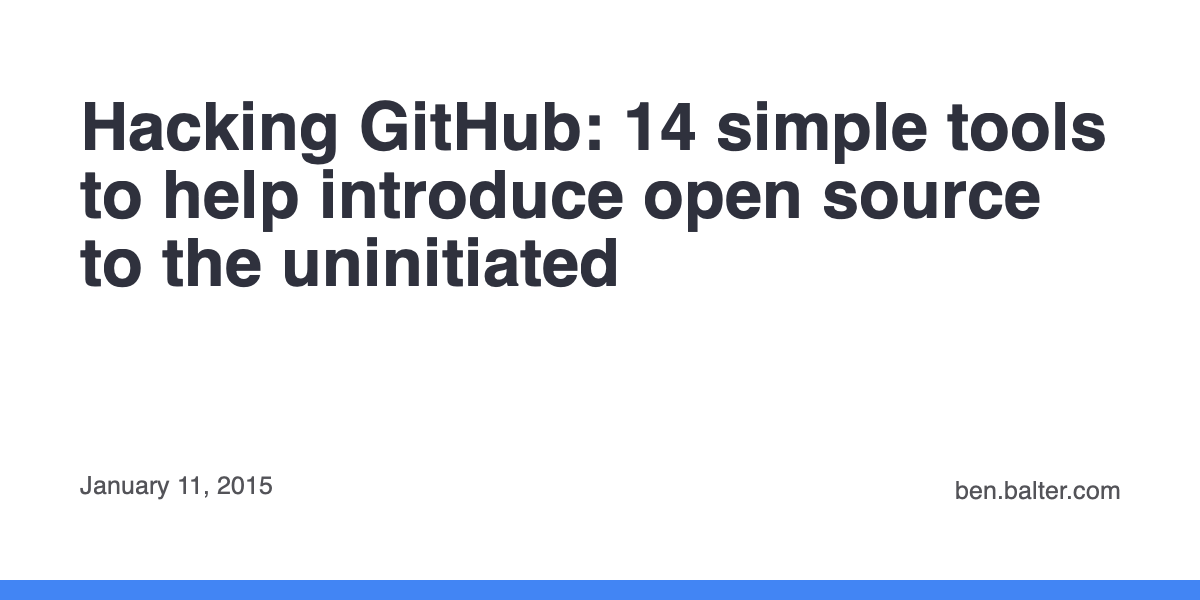 Hacking GitHub: 14 simple tools
to help introduce open source
to the uninitiated
January 11, 2015
ben.balter.com